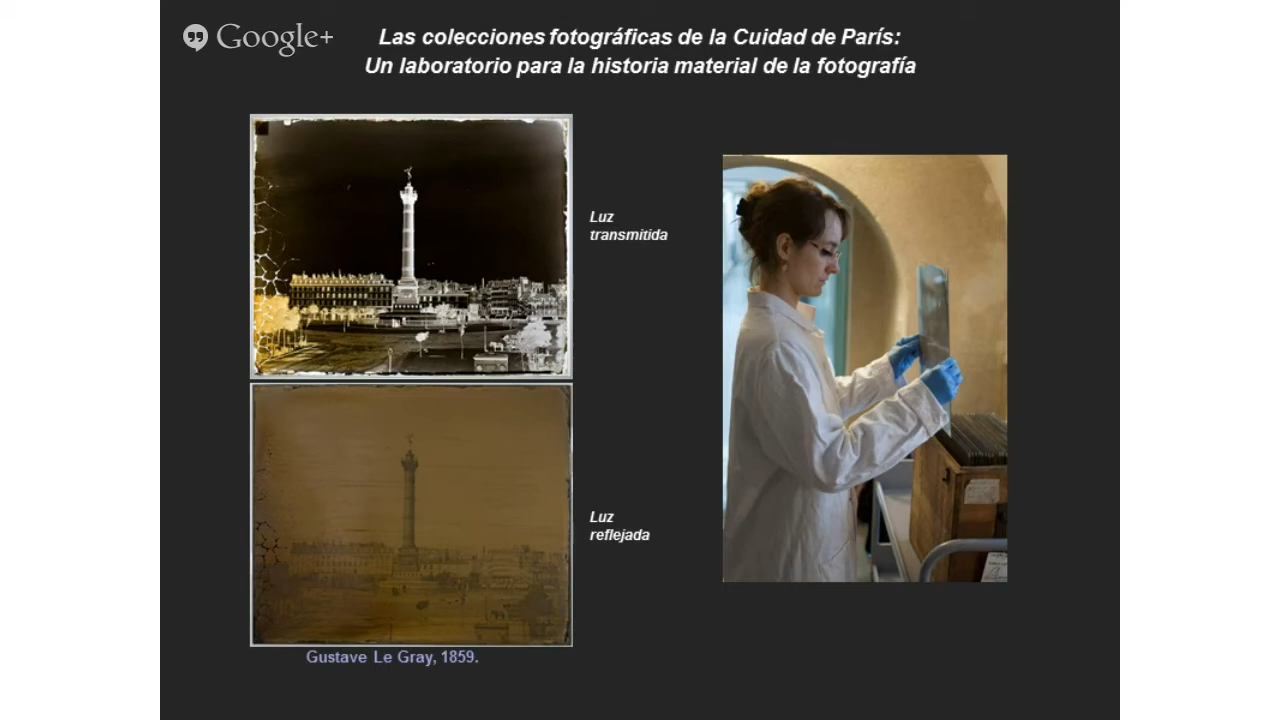 Google+
Las colecciones fotográficas de la Cuidad de París:
Un laboratorio para la historia material de la fotografía
Luz
transmitida
Luz
reflejada
Gustave Le Gray, 1859.